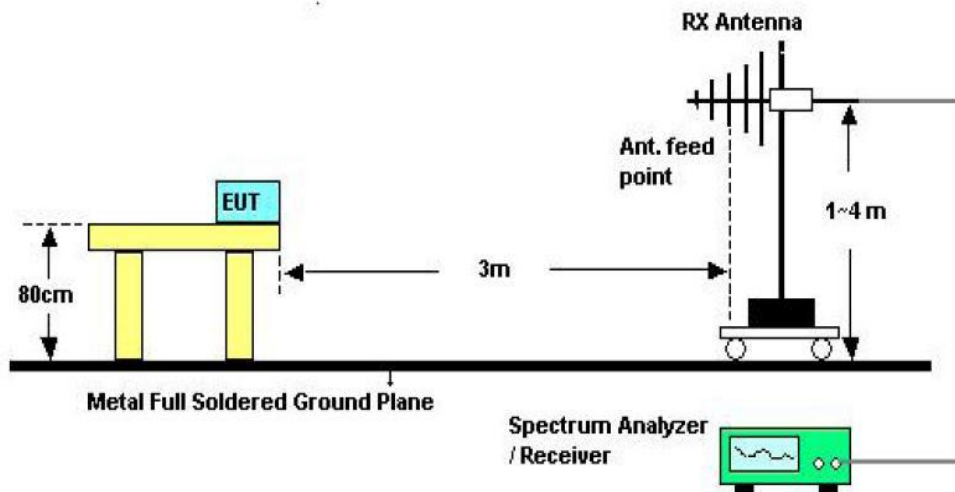 RX Antenna
Ant. feed
point
EUT
1~4 m
3m
80cm
Metal Full Soldered Ground Plane
Spectrum Analyzer
/ Receiver